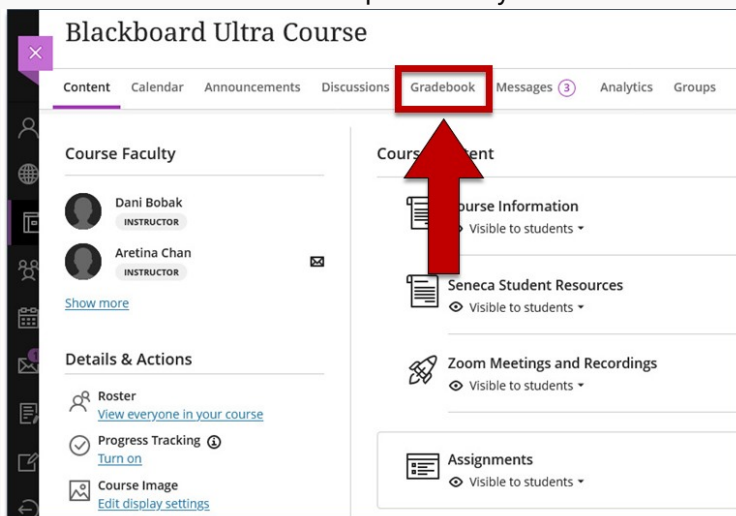 Blackboard Ultra Course
Content Calendar Announcements Discussions Gradebook Messages 3 Analytics Groups
Course Faculty
Dani Bobak
INSTRUCTOR
Aretina Chan
INSTRUCTOR
Show more
Details & Actions
Roster
View everyone in your course
Progress Tracking
Turn on
Course Image
Edit display settings
Visible to students
Seneca Student Resources
Visible to students
Zoom Meetings and Recordings
Visible to students
Assignments
Visible to students